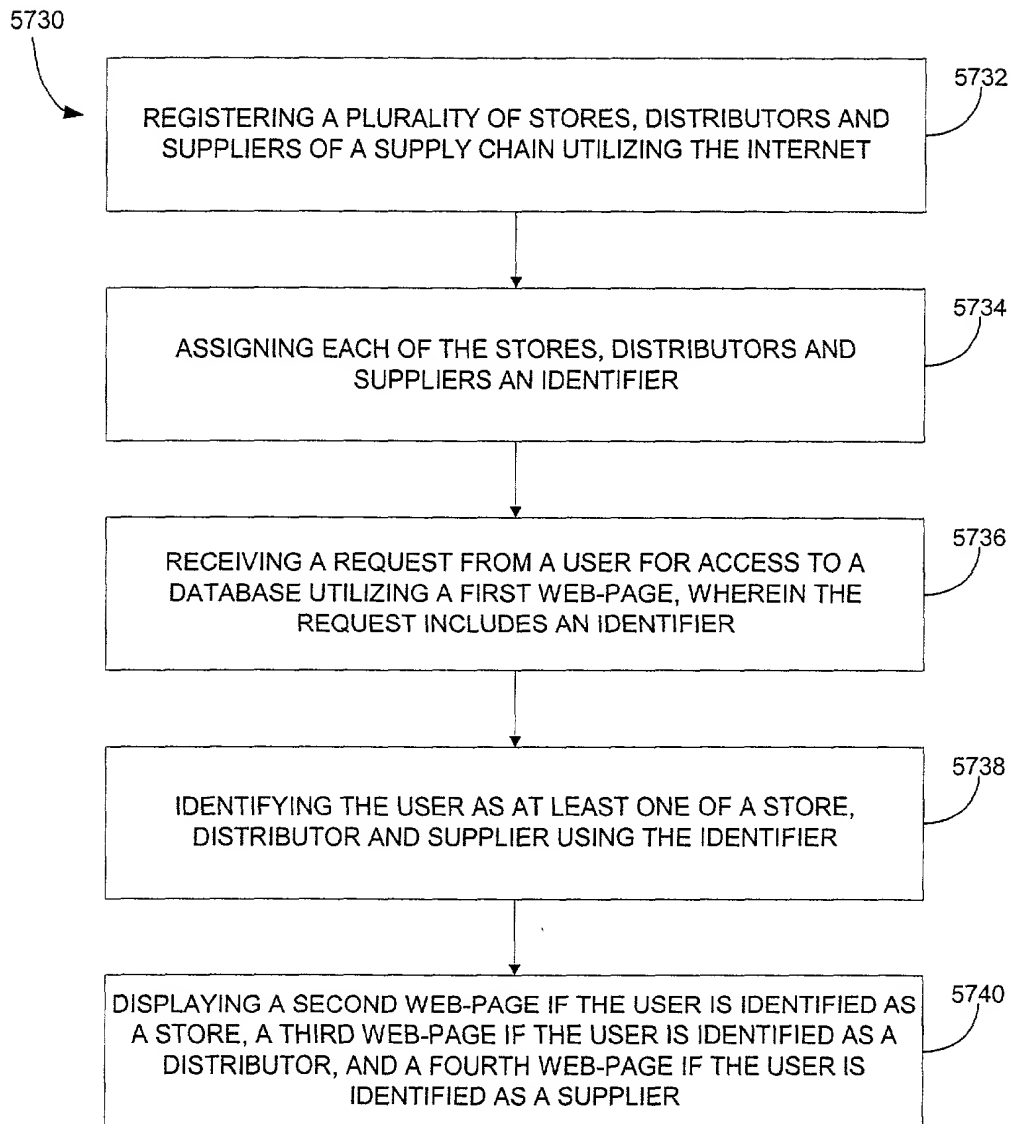 5730
5732
REGISTERING A PLURALITY OF STORES, DISTRIBUTORS AND
SUPPLIERS OF A SUPPLY CHAIN UTILIZING THE INTERNET
5734
ASSIGNING EACH OF THE STORES, DISTRIBUTORS AND
SUPPLIERS AN IDENTIFIER
5736
RECEIVING A REQUEST FROM A USER FOR ACCESS TO A
DATABASE UTILIZING A FIRST WEB-PAGE, WHEREIN THE
REQUEST INCLUDES AN IDENTIFIER
5738
IDENTIFYING THE USER AS AT LEAST ONE OF A STORE,
DISTRIBUTOR AND SUPPLIER USING THE IDENTIFIER
5740
DISPLAYING A SECOND WEB-PAGE IF THE USER IS IDENTIFIED AS
A STORE, A THIRD WEB-PAGE IF THE USER IS IDENTIFIED AS A
DISTRIBUTOR, AND A FOURTH WEB-PAGE IF THE USER IS
IDENTIFIED AS A SUPPLIER